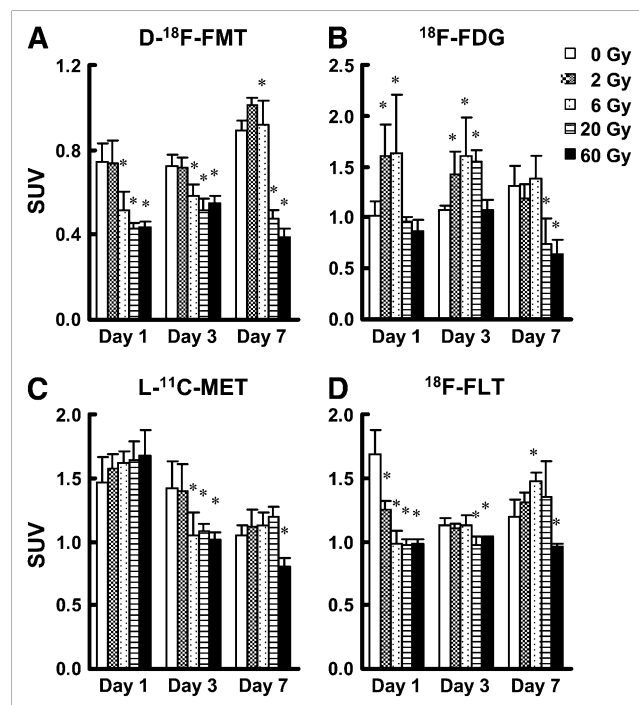 A
D-¹⁸F-FMT
SUV
1.2
0.8
0.4
0.0
* * *
* * *
* * *
Day 1 Day 3 Day 7
B
¹⁸F-FDG
2.5
2.0
1.5
1.0
0.5
0.0
* *
* * *
* *
Day 1 Day 3 Day 7
0 Gy
2 Gy
6 Gy
20 Gy
60 Gy
C
L-¹¹C-MET
SUV
2.0
1.5
1.0
0.5
0.0
* * *
*
Day 1 Day 3 Day 7
D
¹⁸F-FLT
2.0
1.5
1.0
0.5
0.0
* * * *
* *
* *
Day 1 Day 3 Day 7